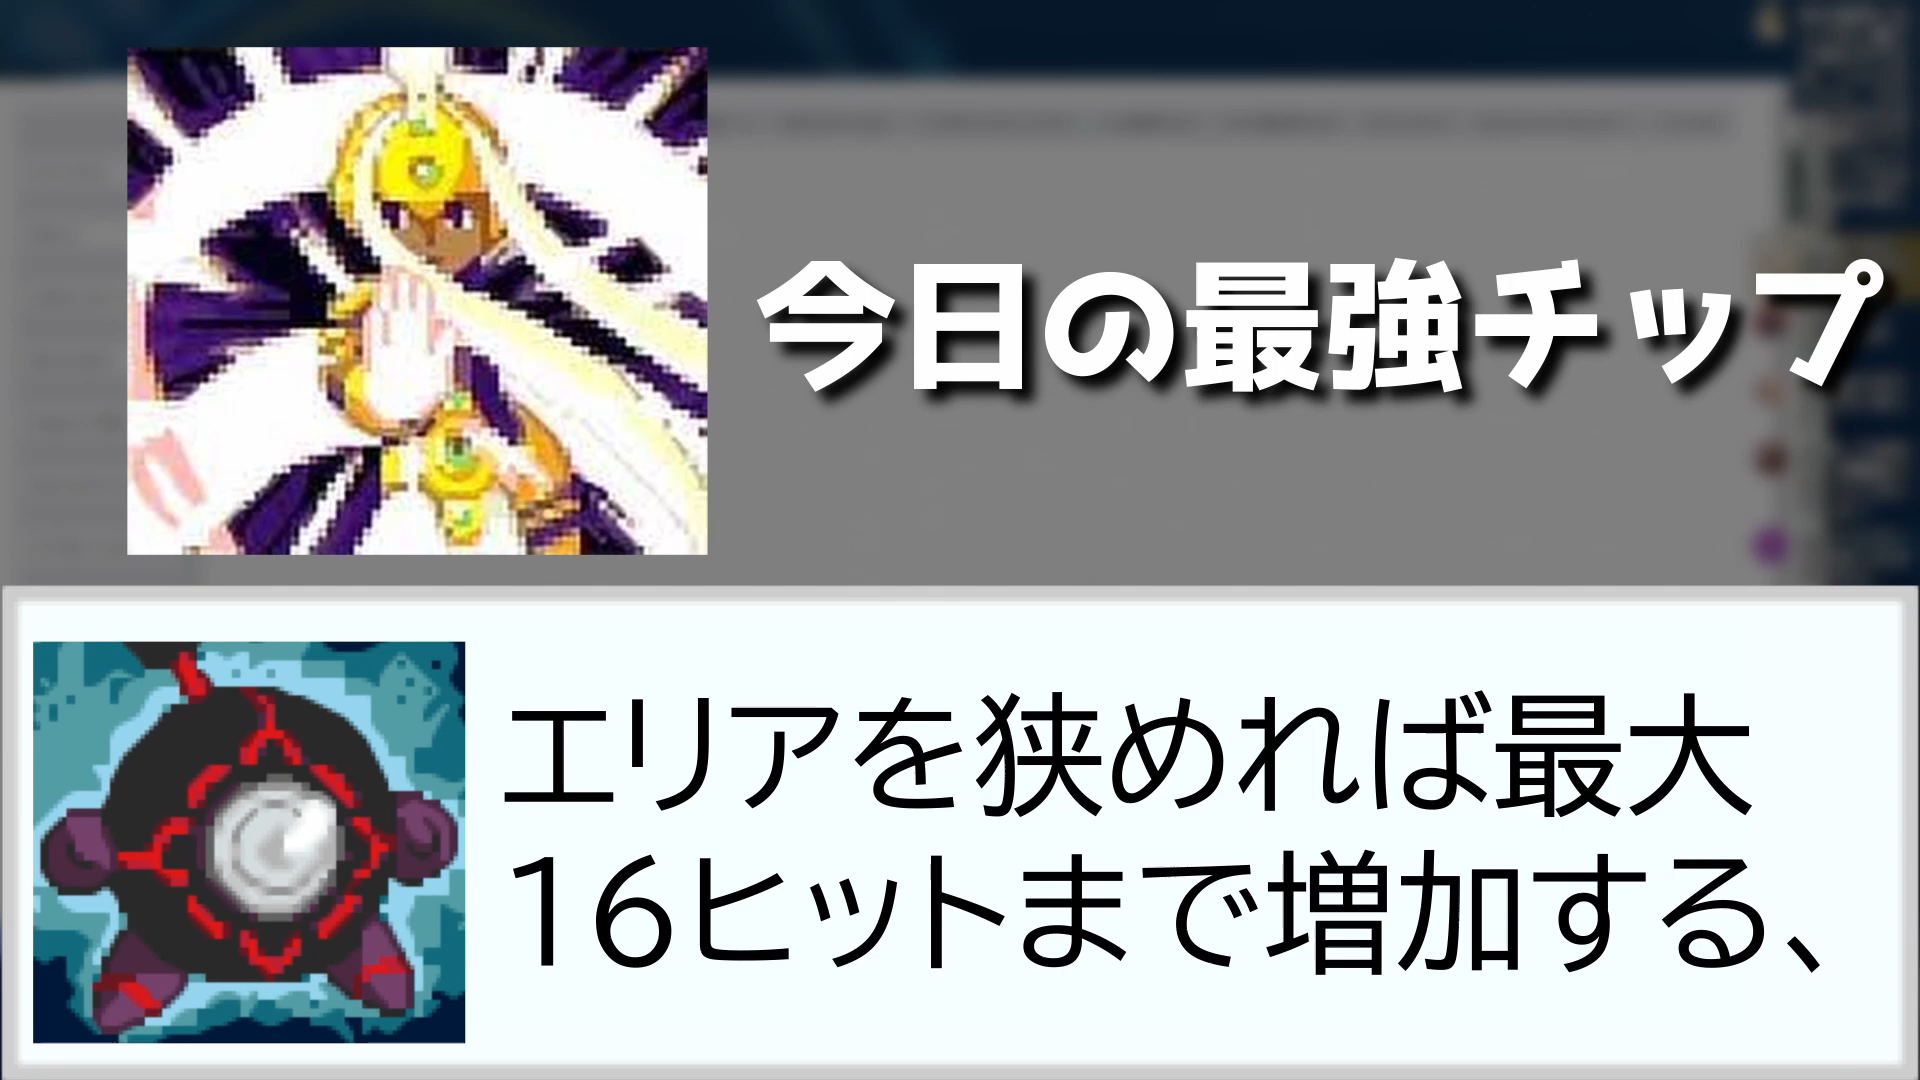 今日の最強チップ
エリアを狭めれば最大
16ヒットまで増加する、